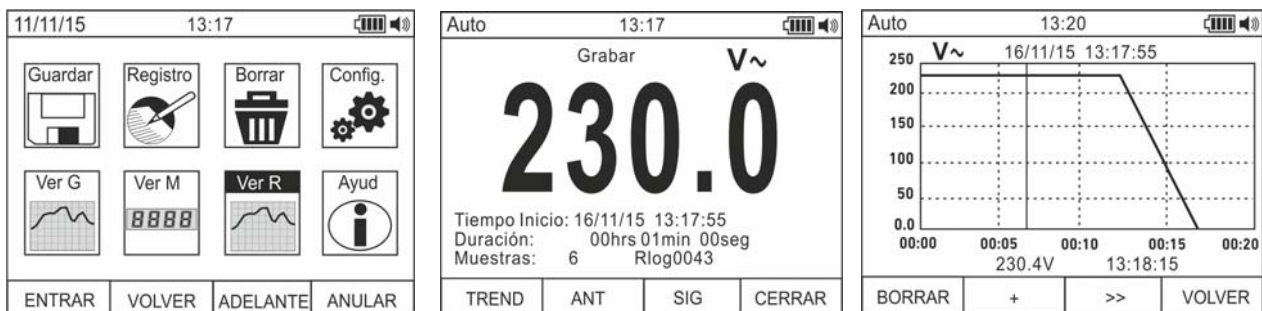 11/11/15 13:17
Guardar Registro Borrar Config.
Ver G Ver M Ver R Ayud
8888
ENTRAR VOLVER ADELANTE ANULAR
Auto 13:17
Grabar V~
230.0
Tiempo Inicio: 16/11/15 13:17:55
Duración: 00hrs 01min 00seg
Muestras: 6 Rlog0043
TREND ANT SIG CERRAR
Auto 13:20
V~ 16/11/15 13:17:55
250
200
150
100
50
0.0
00:00 00:05 00:10 00:15 00:20
230.4V 13:18:15
BORRAR + >> VOLVER